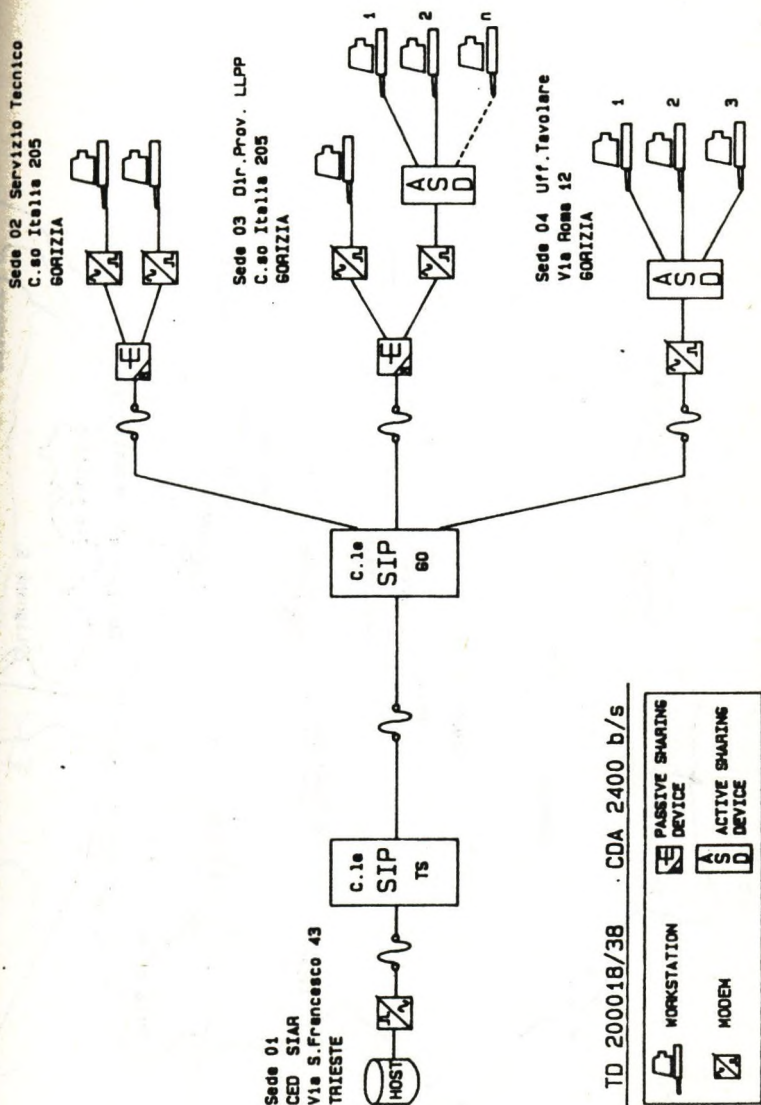 Sede 02 Servizio Tecnico
C.so Italia 205
GORIZIA
Sede 03 Dir.Prov. LLPP
C.so Italia 205
GORIZIA
1
2
n
A
S
D
Sede 04 Uff.Tavolare
Via Roma 12
GORIZIA
1
2
3
A
S
D
C.le
SIP
GO
C.le
SIP
TS
Sede 01
CED SIAR
Via S.Francesco 43
TRIESTE
HOST
TD 200018/38 CDA 2400 b/s
WORKSTATION
PASSIVE SHARING
DEVICE
MODEM
A
S
D
ACTIVE SHARING
DEVICE